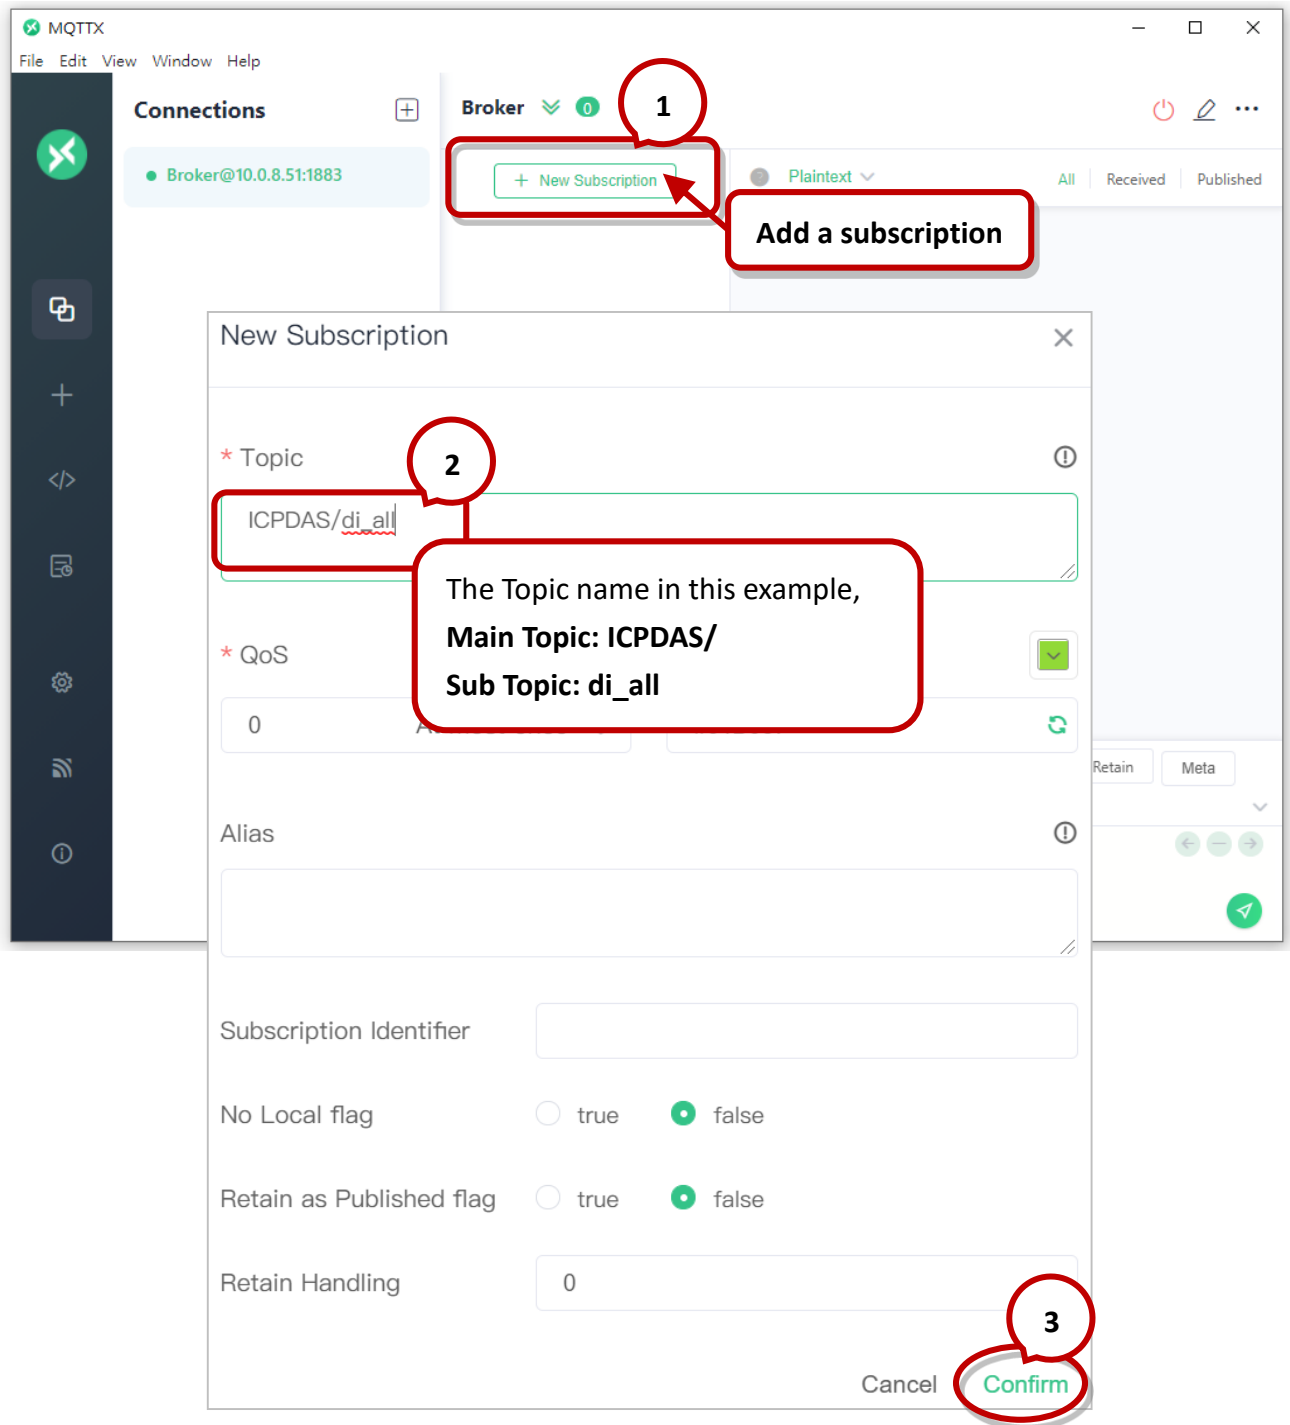 MQTTX
File Edit View Window Help
Connections
Broker 0
1
Broker@10.0.8.51:1883
+ New Subscription
Plaintext
All Received Published
Add a subscription
New Subscription
* Topic
2
ICPDAS/di_all
The Topic name in this example,
Main Topic: ICPDAS/
Sub Topic: di_all
* QoS
0
Retain Meta
Alias
Subscription Identifier
No Local flag true false
Retain as Published flag true false
Retain Handling 0
3
Cancel Confirm